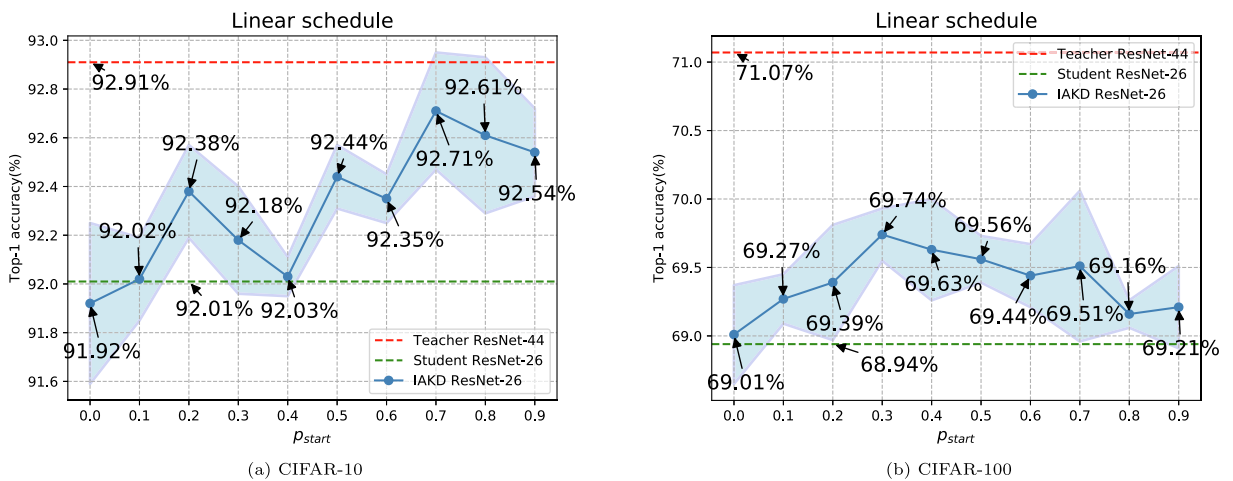 Linear schedule
93.0
92.8
92.6
92.4
92.2
92.0
91.8
91.6
Top-1 accuracy(%)
92.91%
92.38%
92.02%
92.18%
92.44%
92.61%
92.71%
92.54%
92.35%
92.01%
92.03%
91.92%
Teacher ResNet-44
Student ResNet-26
IAKD ResNet-26
0.0 0.1 0.2 0.3 0.4 0.5 0.6 0.7 0.8 0.9
pstart
(a) CIFAR-10
Linear schedule
71.0
70.5
70.0
69.5
69.0
Top-1 accuracy(%)
Teacher ResNet-44
Student ResNet-26
IAKD ResNet-26
71.07%
69.74%
69.56%
69.27%
69.16%
69.63%
69.39%
69.44%
69.51%
69.21%
68.94%
69.01%
0.0 0.1 0.2 0.3 0.4 0.5 0.6 0.7 0.8 0.9
pstart
(b) CIFAR-100